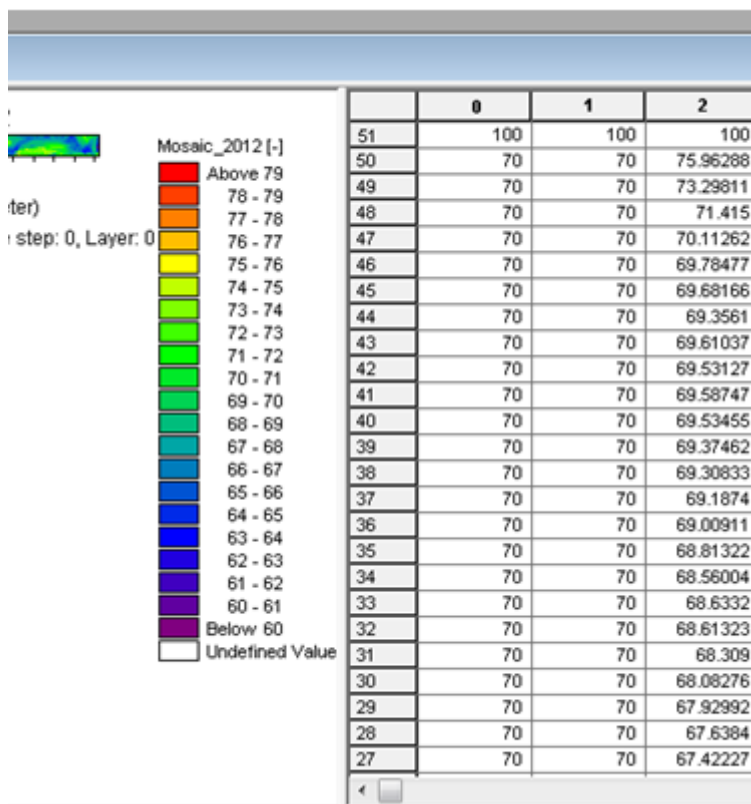 Mosaic_2012 [-]
Above 79
78 - 79
77 - 78
76 - 77
75 - 76
74 - 75
73 - 74
72 - 73
71 - 72
70 - 71
69 - 70
68 - 69
67 - 68
66 - 67
65 - 66
64 - 65
63 - 64
62 - 63
61 - 62
60 - 61
Below 60
Undefined Value
eter)
step: 0, Layer: 0
0 1 2
51 100 100 100
50 70 70 75.96288
49 70 70 73.29811
48 70 70 71.415
47 70 70 70.11262
46 70 70 69.78477
45 70 70 69.68166
44 70 70 69.3561
43 70 70 69.61037
42 70 70 69.53127
41 70 70 69.58747
40 70 70 69.53455
39 70 70 69.37462
38 70 70 69.30833
37 70 70 69.1874
36 70 70 69.00911
35 70 70 68.81322
34 70 70 68.56004
33 70 70 68.6332
32 70 70 68.61323
31 70 70 68.309
30 70 70 68.08276
29 70 70 67.92992
28 70 70 67.6384
27 70 70 67.42227